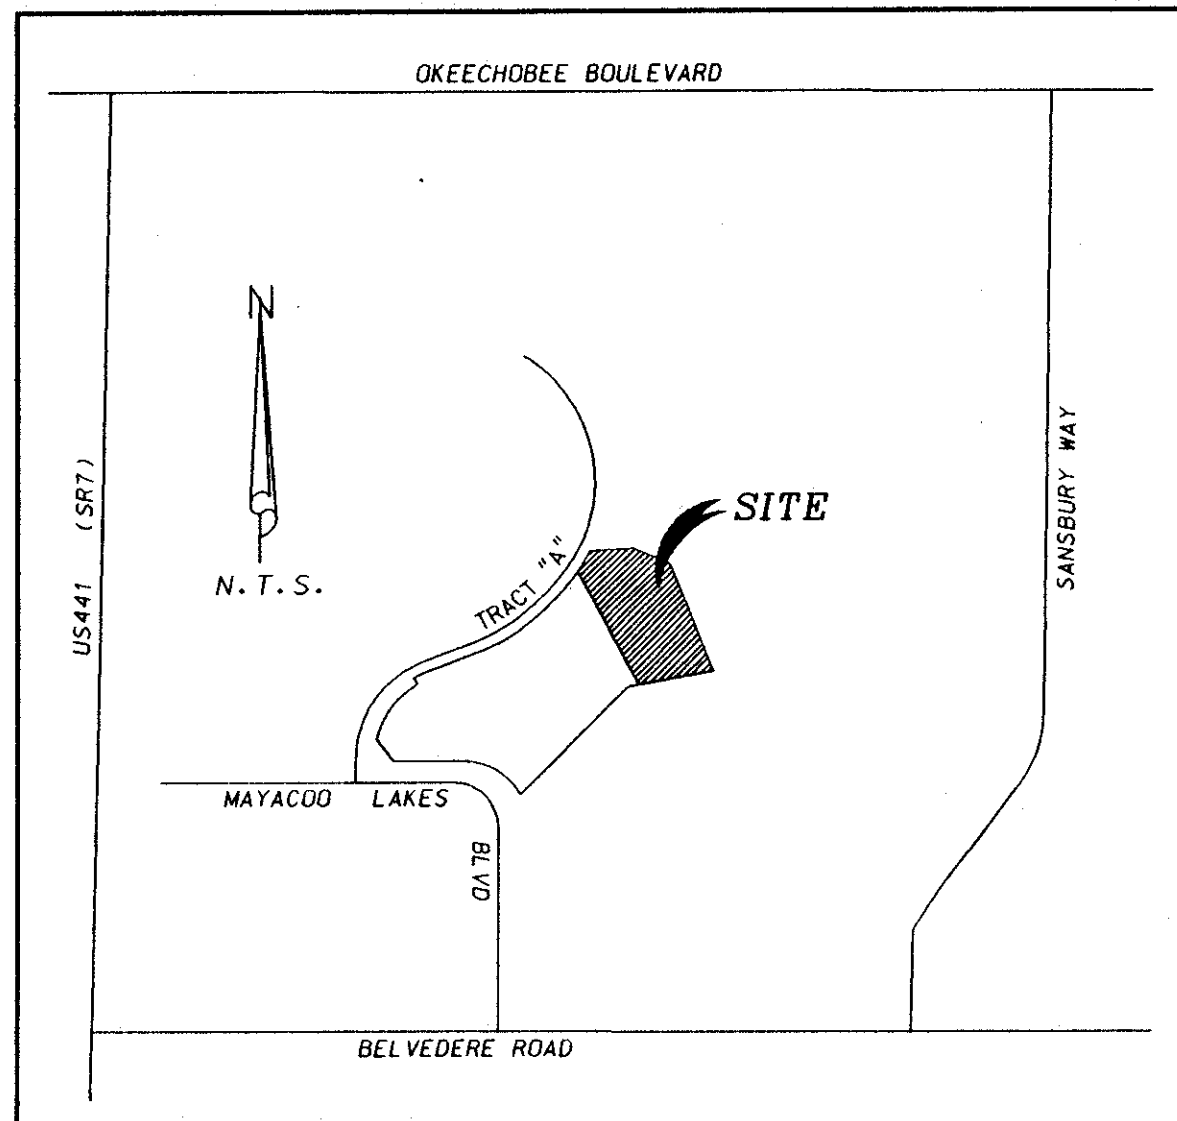 OKEECHOBEE BOULEVARD
N
N.T.S.
US441 (SR7)
TRACT "A"
SITE
SANSBURY WAY
MAYACOO LAKES
BLVD
BELVEDERE ROAD